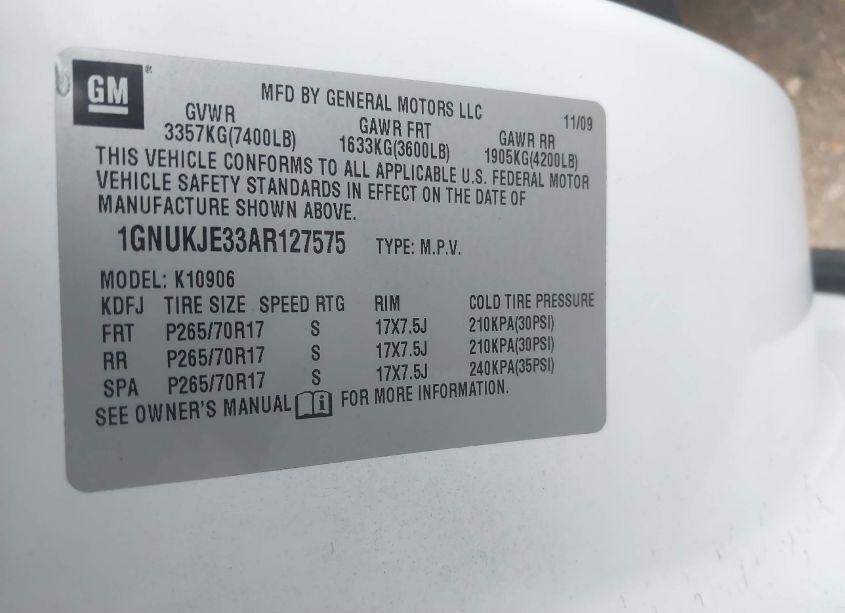 GM
MFD BY GENERAL MOTORS LLC 11/09
GVWR GAWR FRT GAWR RR
3357KG(7400LB) 1633KG(3600LB) 1905KG(4200LB)
THIS VEHICLE CONFORMS TO ALL APPLICABLE U.S. FEDERAL MOTOR
VEHICLE SAFETY STANDARDS IN EFFECT ON THE DATE OF
MANUFACTURE SHOWN ABOVE.
1GNUKJE33AR127575 TYPE: M.P.V.
MODEL: K10906
KDFJ TIRE SIZE SPEED RTG RIM COLD TIRE PRESSURE
FRT P265/70R17 S 17X7.5J 210KPA(30PSI)
RR P265/70R17 S 17X7.5J 210KPA(30PSI)
SPA P265/70R17 S 17X7.5J 240KPA(35PSI)
SEE OWNER'S MANUAL i FOR MORE INFORMATION.